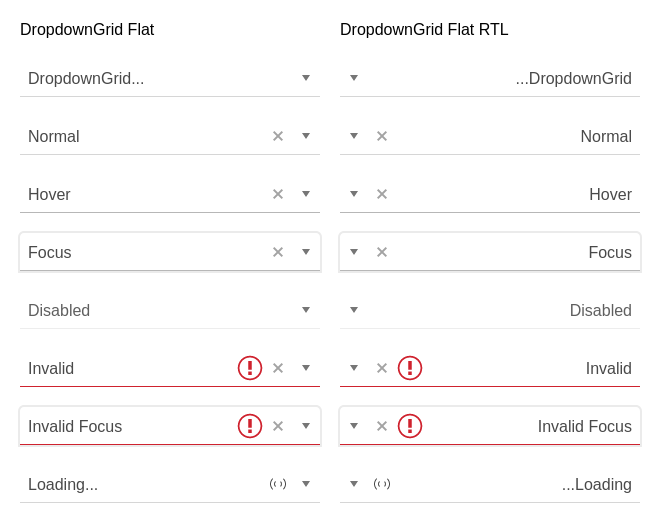 DropdownGrid Flat
DropdownGrid Flat RTL
DropdownGrid...
...DropdownGrid
Normal
Normal
Hover
Hover
Focus
Focus
Disabled
Disabled
Invalid
Invalid
Invalid Focus
Invalid Focus
Loading...
...Loading